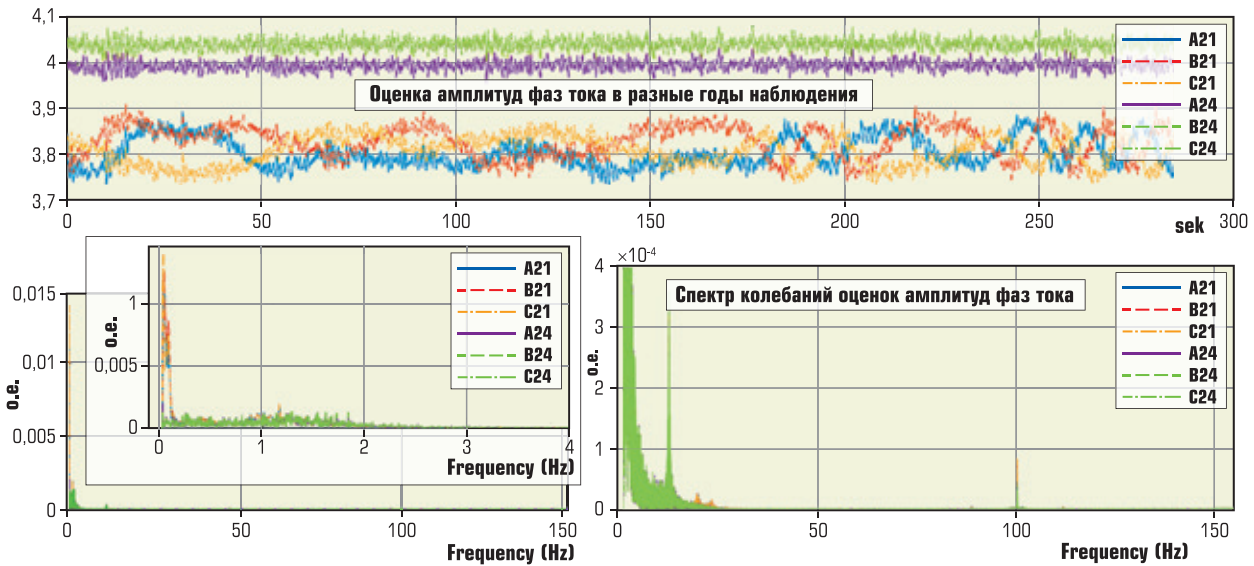 4,1
4
3,9
3,8
3,7
Оценка амплитуд фаз тока в разные годы наблюдения
A21
B21
C21
A24
B24
C24
0 50 100 150 200 250 300
sek
0,015
0,01
0,005
0
o.e.
1
0,005
0
o.e.
A21
B21
C21
A24
B24
C24
0 1 2 3 4
Frequency (Hz)
0 50 100 150
Frequency (Hz)
×10⁻⁴
4
3
2
1
0
o.e.
Спектр колебаний оценок амплитуд фаз тока
A21
B21
C21
A24
B24
C24
0 50 100 150
Frequency (Hz)